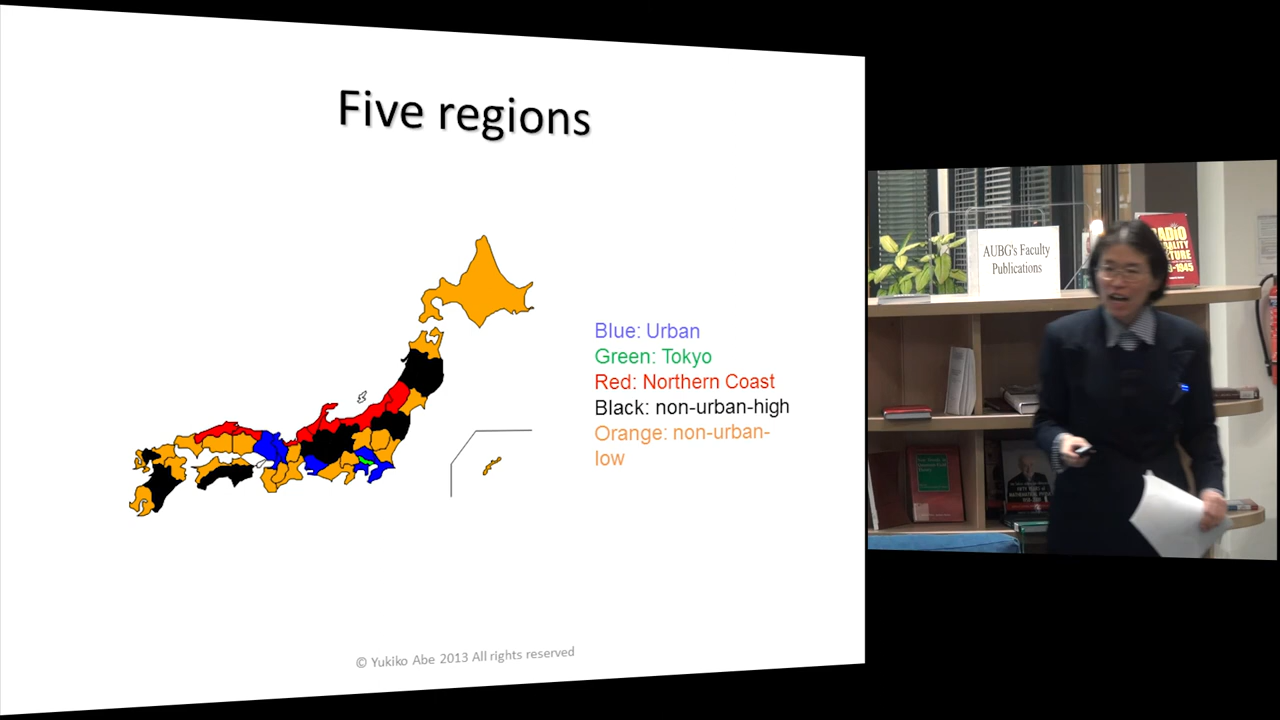 Five regions
Blue: Urban
Green: Tokyo
Red: Northern Coast
Black: non-urban-high
Orange: non-urban-
low
© Yukiko Abe 2013 All rights reserved
AUBG's Faculty
Publications
RADIO